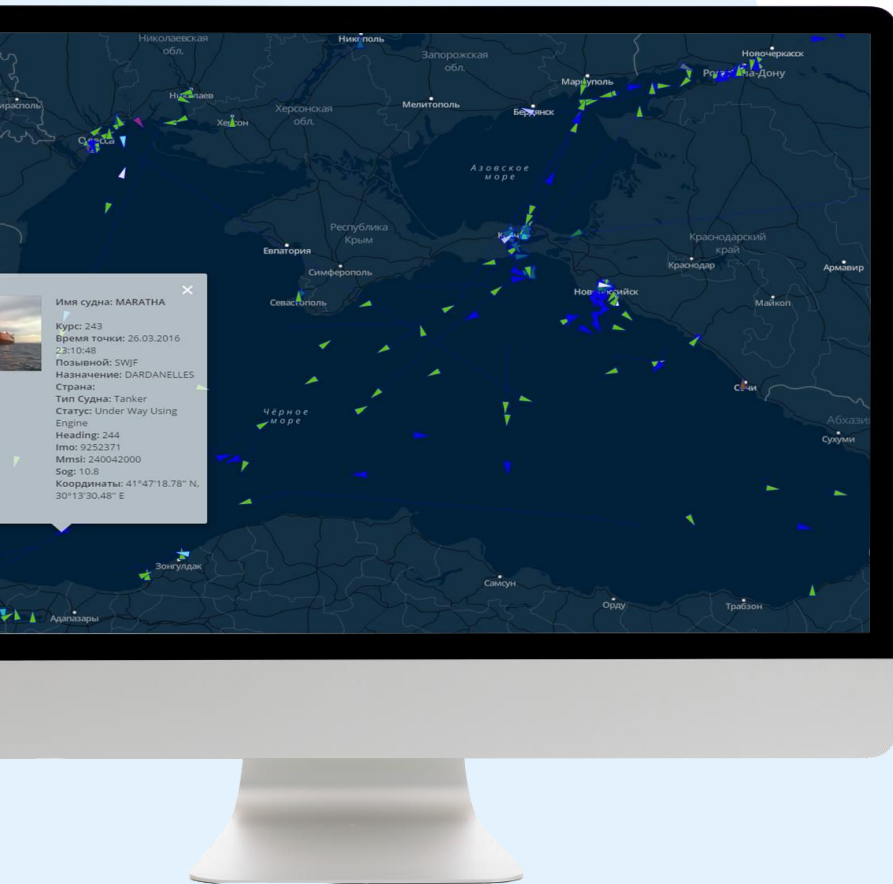 Николаевская
обл.
Никополь
Запорожская
обл.
Новочеркасск
Мариуполь
Мелитополь
Бердянск
Херсонская
обл.
Херсон
Одесса
Азовское
море
Республика
Крым
Евпатория
Симферополь
Севастополь
Краснодарский
край
Краснодар
Армавир
Новороссийск
Майкоп
Сочи
Абхазия
Сухуми
Чёрное
море
Имя судна: MARATHA
Курс: 243
Время точки: 26.03.2016
23:10:48
Позывной: SWJF
Назначение: DARDANELLES
Страна:
Тип Судна: Tanker
Статус: Under Way Using
Engine
Heading: 244
Imo: 9252371
Mmsi: 240042000
Sog: 10.8
Координаты: 41°47'18.78" N,
30°13'30.48" E
Зонгулдак
Адапазары
Самсун
Орду
Трабзон